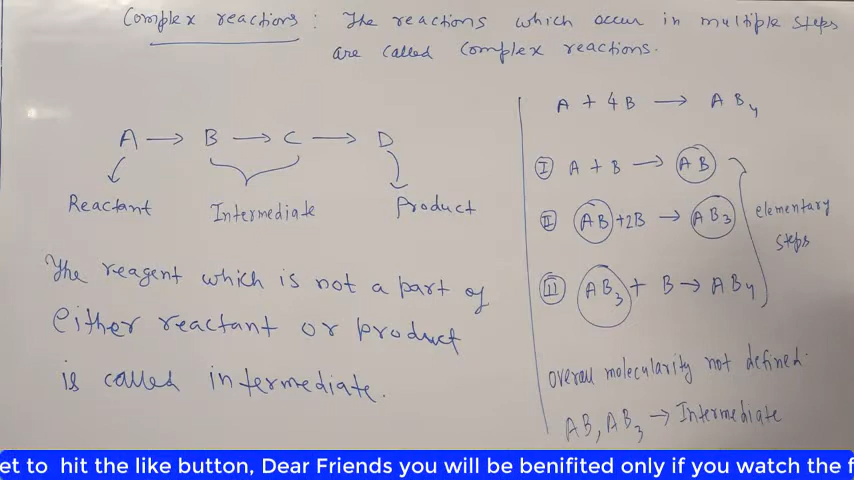 Complex reactions : The reactions which occur in multiple steps
are called complex reactions.
A → B → C → D
Reactant Intermediate Product
The reagent which is not a part of
either reactant or product
is called intermediate.
A + 4B → AB4
I A + B → AB
II AB + 2B → AB3
III AB3 + B → AB4
elementary
steps
overall molecularity not defined.
AB, AB3 → Intermediate
et to hit the like button, Dear Friends you will be benifited only if you watch the f